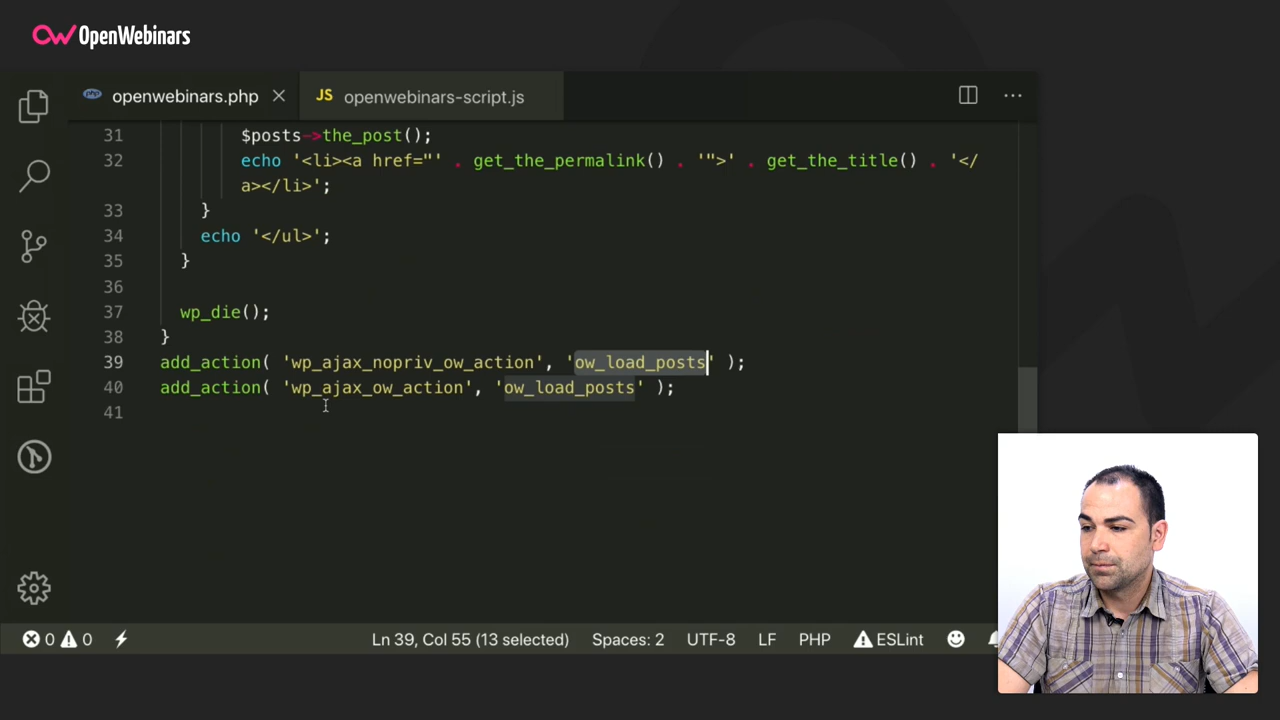 OpenWebinars
openwebinars.php
JS openwebinars-script.js
31 $posts->the_post();
32 echo '<li><a href="' . get_the_permalink() . '">' . get_the_title() . '</
a></li>';
33 }
34 echo '</ul>';
35 }
36
37 wp_die();
38 }
39 add_action( 'wp_ajax_nopriv_ow_action', 'ow_load_posts' );
40 add_action( 'wp_ajax_ow_action', 'ow_load_posts' );
41
0 0 Ln 39, Col 55 (13 selected) Spaces: 2 UTF-8 LF PHP ESLint